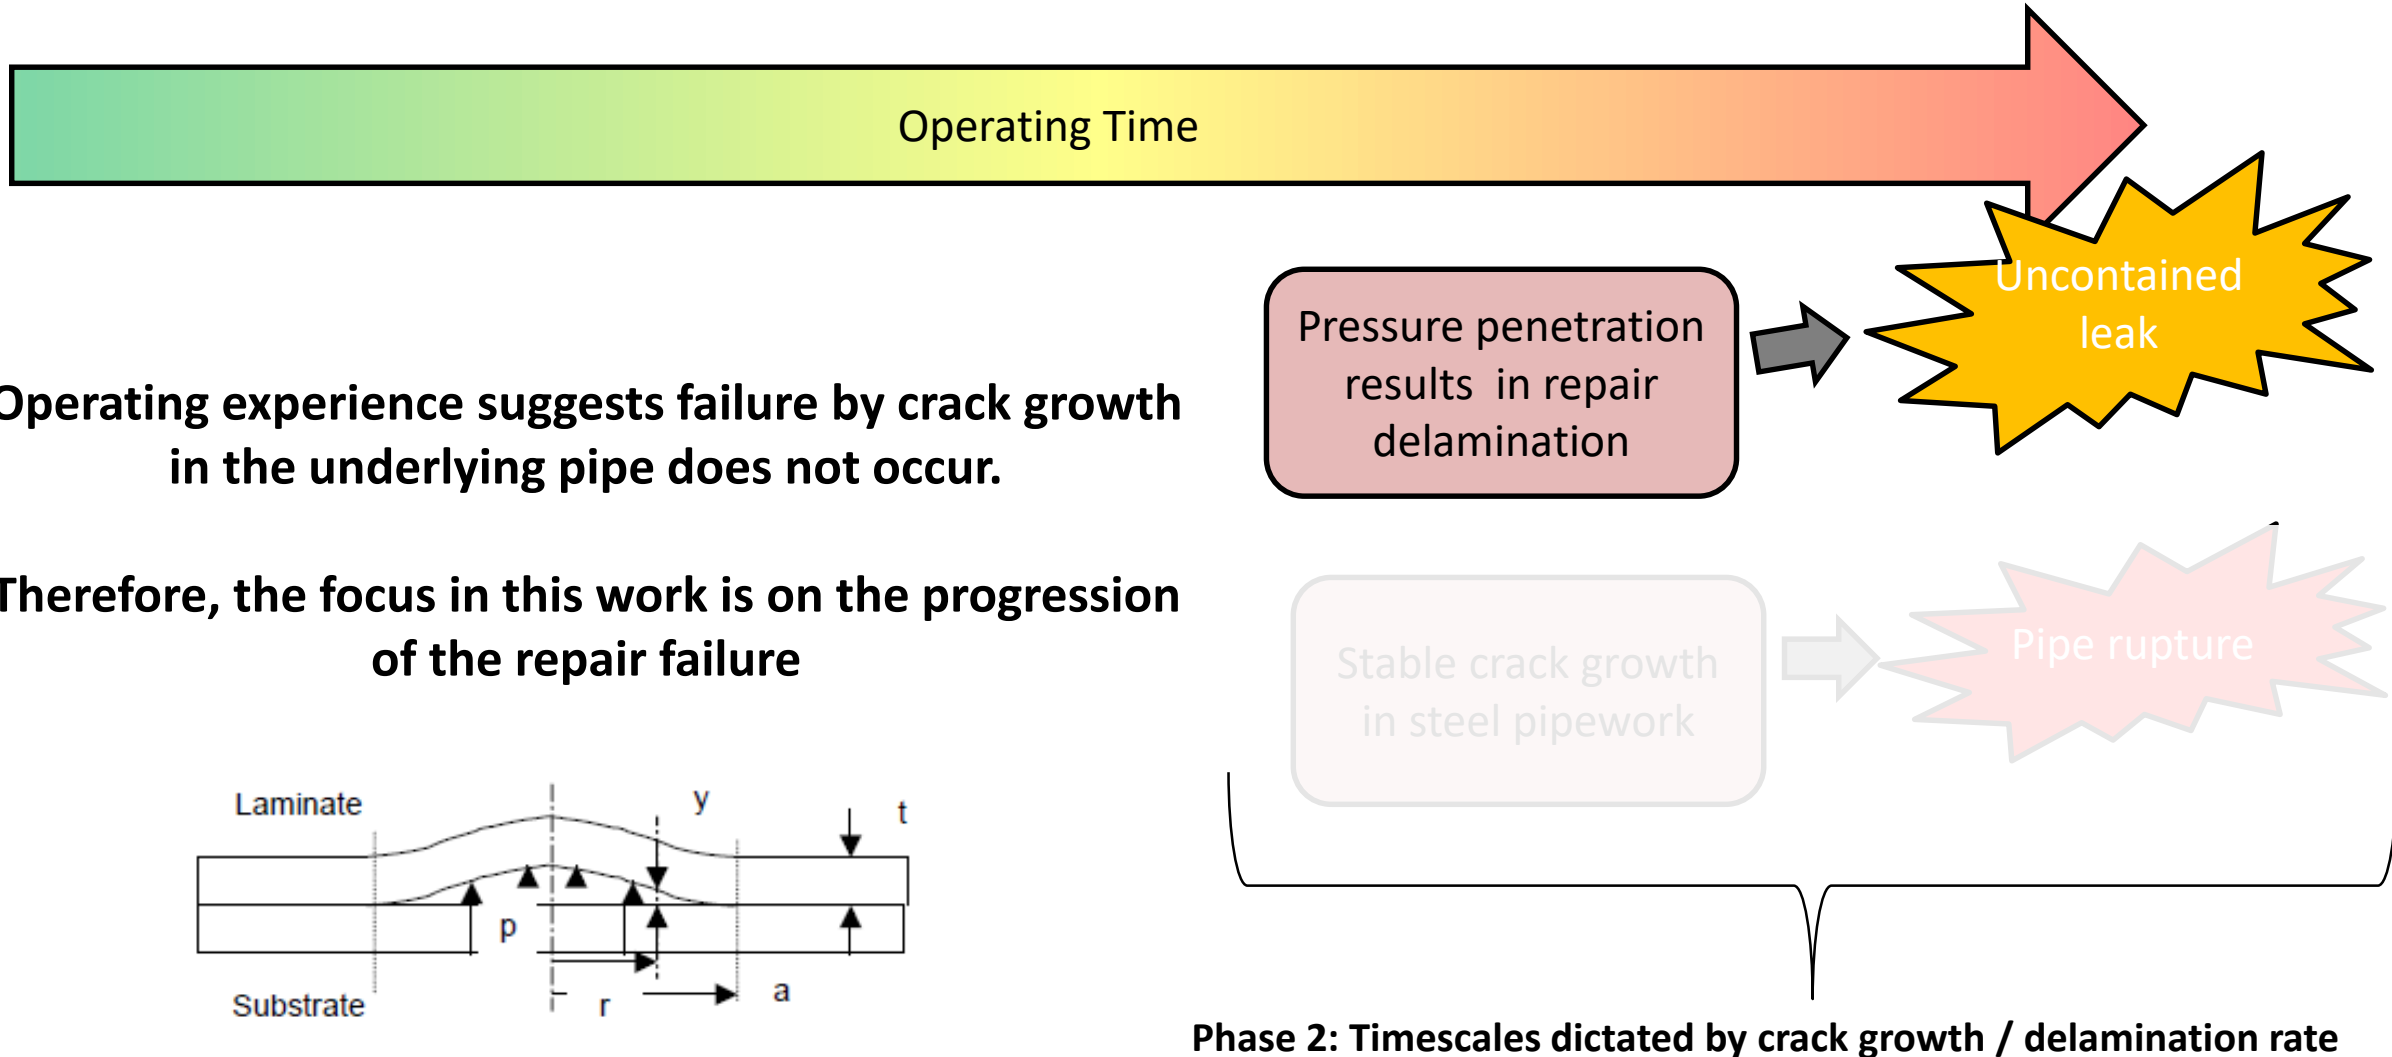 Operating Time
Uncontained
leak
Pressure penetration
results in repair
delamination
Operating experience suggests failure by crack growth
in the underlying pipe does not occur.
Therefore, the focus in this work is on the progression
of the repair failure
Stable crack growth
in steel pipework
Pipe rupture
Laminate
y
t
p
a
r
Substrate
Phase 2: Timescales dictated by crack growth / delamination rate